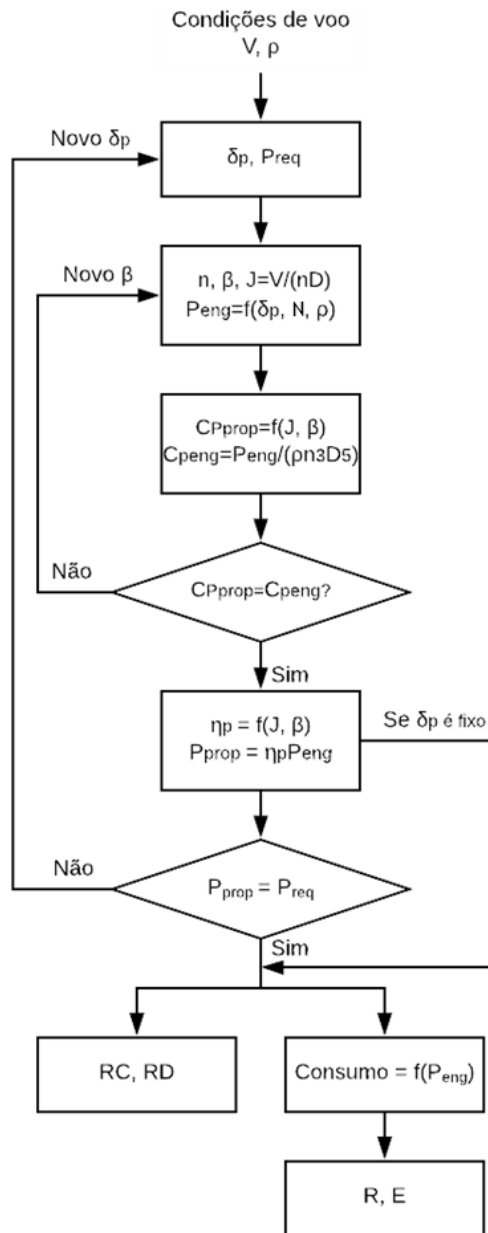 Condições de voo
V, ρ
Novo δp
δp, Preq
Novo β
n, β, J=V/(nD)
Peng=f(δp, N, ρ)
CPprop=f(J, β)
Cpeng=Peng/(ρn3D5)
Não
CPprop=Cpeng?
Sim
ηp = f(J, β)
Pprop = ηpPeng
Se δp é fixo
Não
Pprop = Preq
Sim
RC, RD
Consumo = f(Peng)
R, E